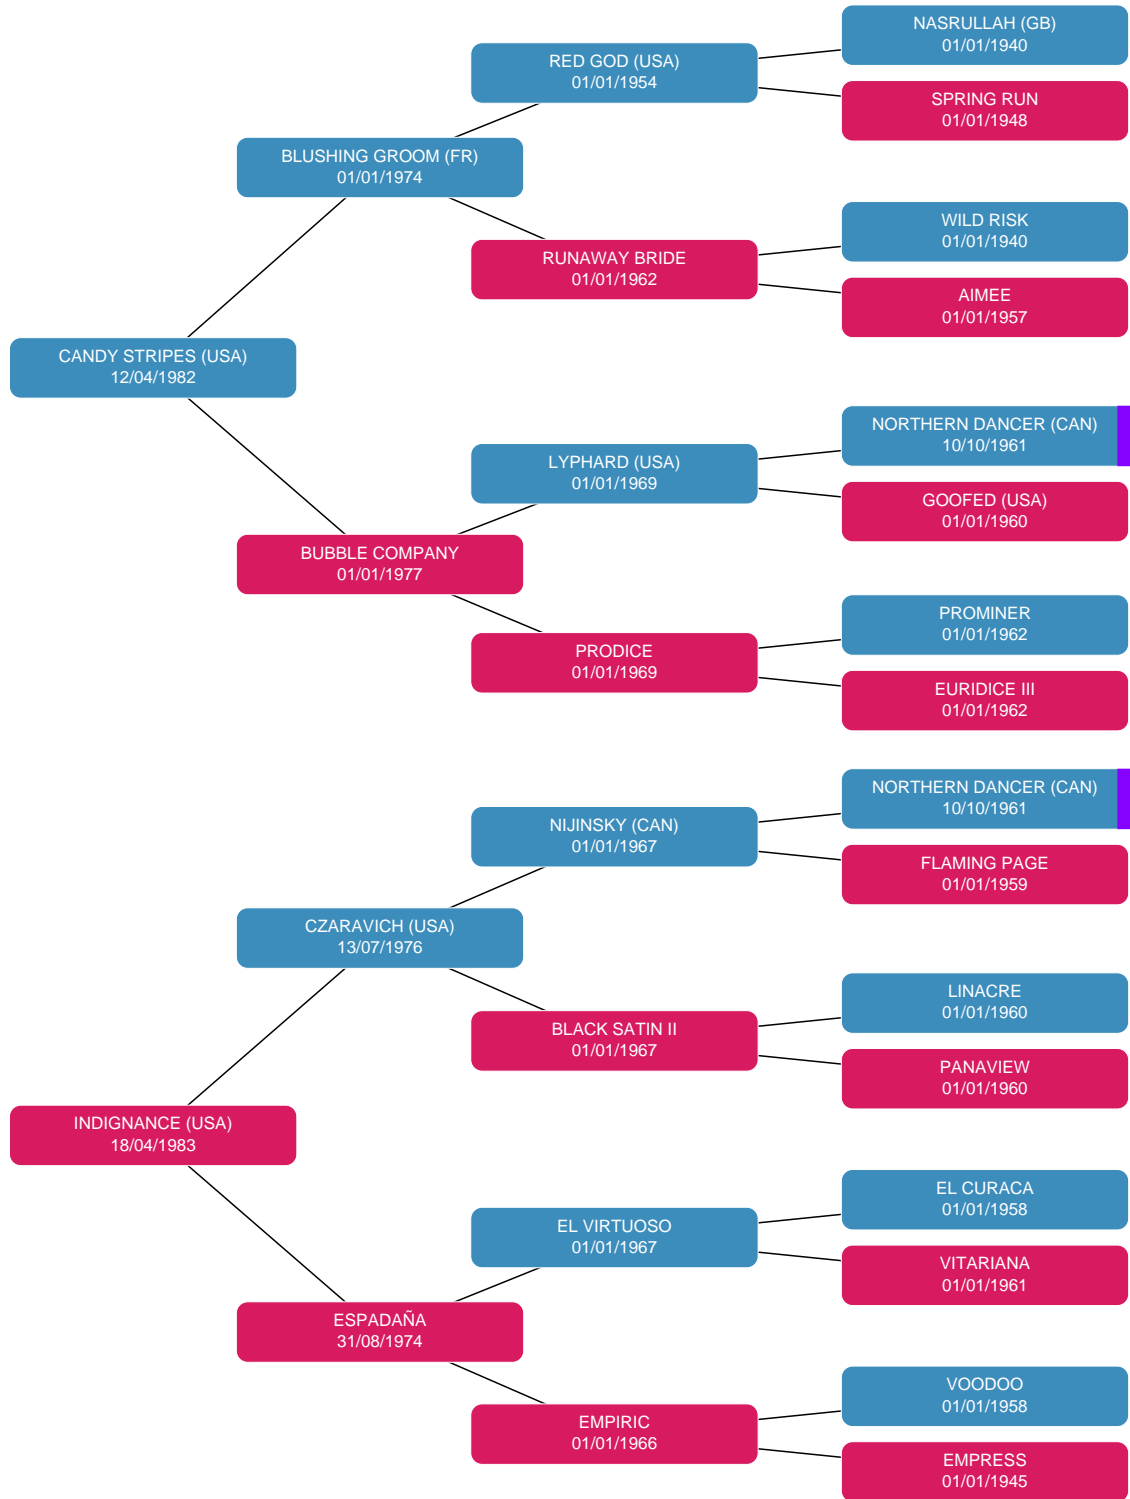 NASRULLAH (GB)
01/01/1940
RED GOD (USA)
01/01/1954
SPRING RUN
01/01/1948
BLUSHING GROOM (FR)
01/01/1974
WILD RISK
01/01/1940
RUNAWAY BRIDE
01/01/1962
AIMEE
01/01/1957
CANDY STRIPES (USA)
12/04/1982
NORTHERN DANCER (CAN)
10/10/1961
LYPHARD (USA)
01/01/1969
GOOFED (USA)
01/01/1960
BUBBLE COMPANY
01/01/1977
PROMINER
01/01/1962
PRODICE
01/01/1969
EURIDICE III
01/01/1962
NORTHERN DANCER (CAN)
10/10/1961
NIJINSKY (CAN)
01/01/1967
FLAMING PAGE
01/01/1959
CZARAVICH (USA)
13/07/1976
LINACRE
01/01/1960
BLACK SATIN II
01/01/1967
PANAVIEW
01/01/1960
INDIGNANCE (USA)
18/04/1983
EL CURACA
01/01/1958
EL VIRTUOSO
01/01/1967
VITARIANA
01/01/1961
ESPADAÑA
31/08/1974
VOODOO
01/01/1958
EMPIRIC
01/01/1966
EMPRESS
01/01/1945